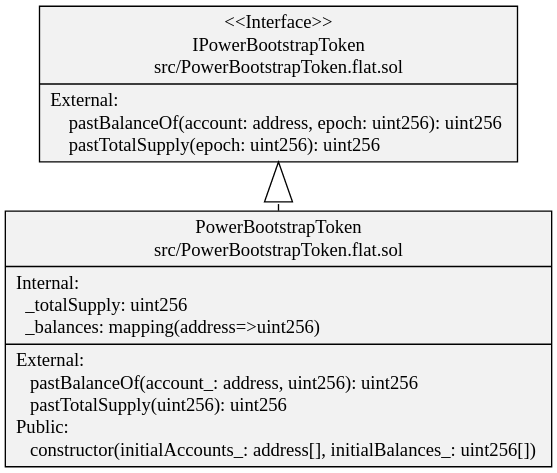 <<Interface>>
IPowerBootstrapToken
src/PowerBootstrapToken.flat.sol
External:
pastBalanceOf(account: address, epoch: uint256): uint256
pastTotalSupply(epoch: uint256): uint256
PowerBootstrapToken
src/PowerBootstrapToken.flat.sol
Internal:
_totalSupply: uint256
_balances: mapping(address=>uint256)
External:
pastBalanceOf(account_: address, uint256): uint256
pastTotalSupply(uint256): uint256
Public:
constructor(initialAccounts_: address[], initialBalances_: uint256[])